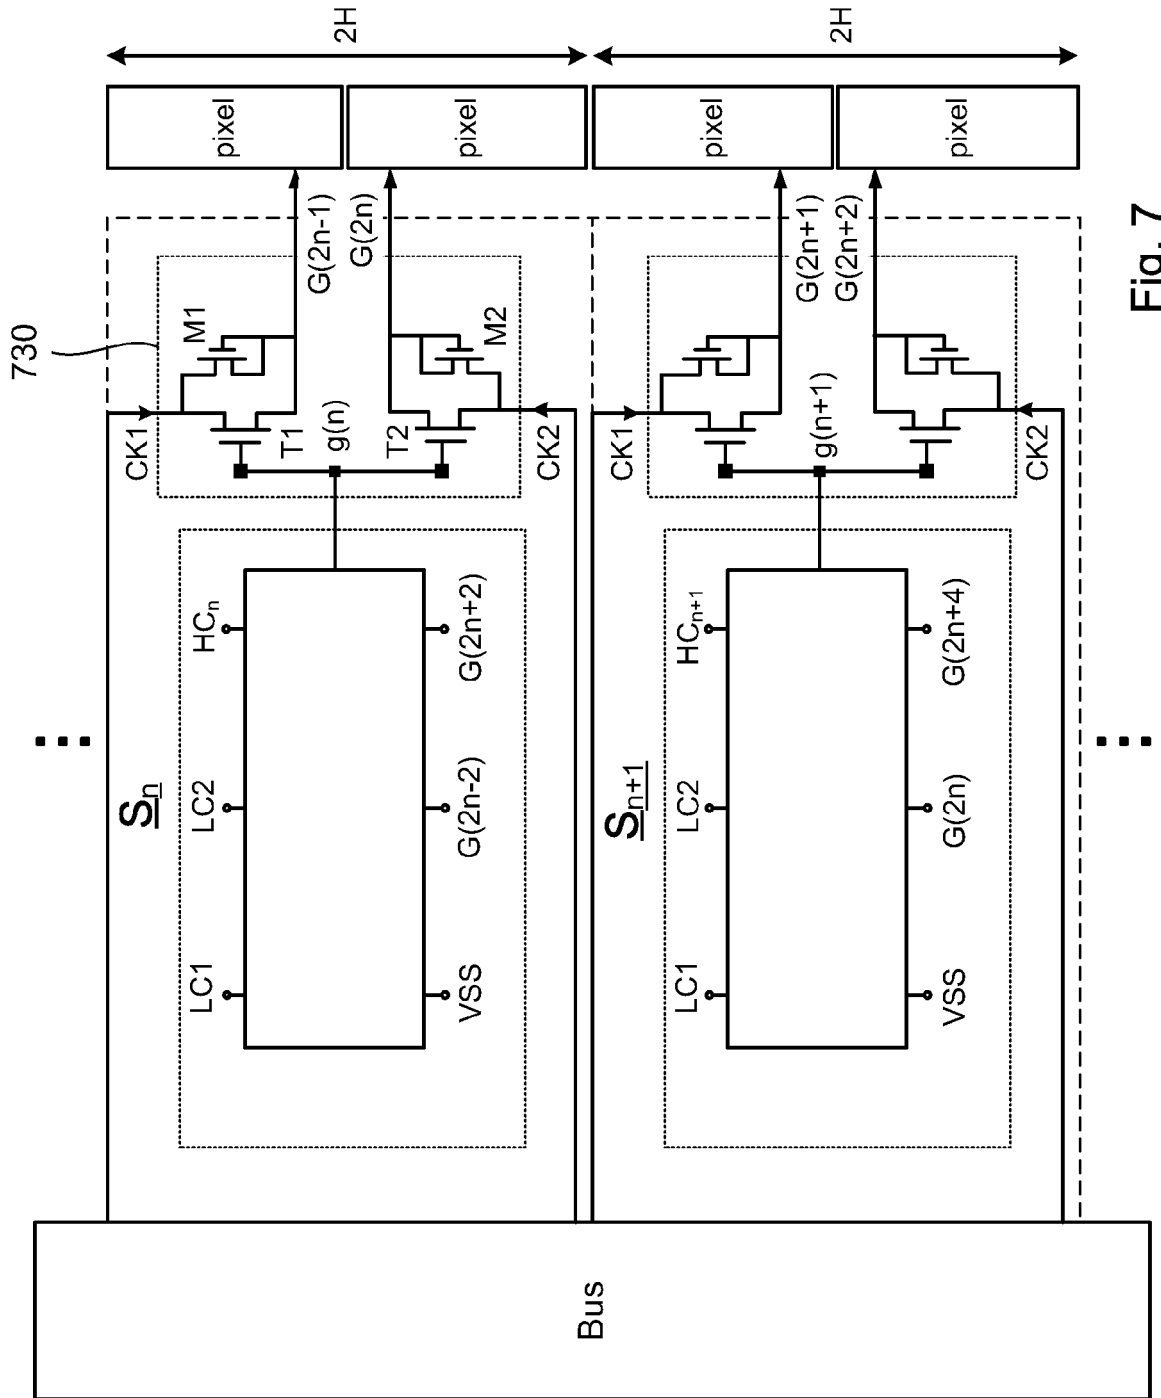 730
CK1
M1
T1
g(n)
T2
M2
CK2
G(2n-1)
G(2n)
pixel
pixel
2H
Sn
LC1
LC2
HCn
VSS
G(2n-2)
G(2n+2)
CK1
g(n+1)
CK2
G(2n+1)
G(2n+2)
pixel
pixel
2H
Sn+1
LC1
LC2
HCn+1
VSS
G(2n)
G(2n+4)
Bus
Fig. 7